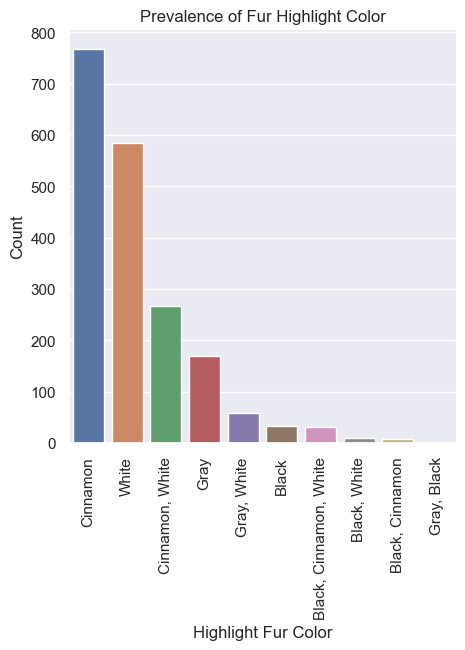 Prevalence of Fur Highlight Color
800
700
600
500
400
300
200
100
0
Count
Cinnamon
White
Cinnamon, White
Gray
Gray, White
Black
Black, Cinnamon, White
Black, White
Black, Cinnamon
Gray, Black
Highlight Fur Color